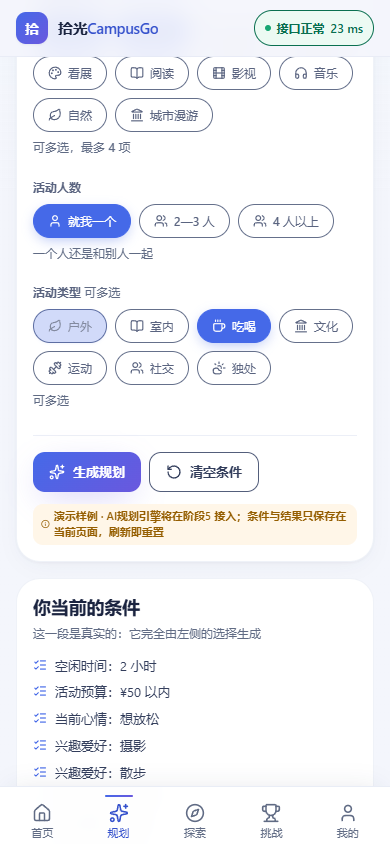 拾 拾光CampusGo 接口正常 23 ms
看展 阅读 影视 音乐
自然 城市漫游
可多选，最多 4 项
活动人数
就我一个 2—3 人 4 人以上
一个人还是和别人一起
活动类型 可多选
户外 室内 吃喝 文化
运动 社交 独处
可多选
生成规划 清空条件
演示样例 · AI规划引擎将在阶段5 接入；条件与结果只保存在
当前页面，刷新即重置
你当前的条件
这一段是真实的：它完全由左侧的选择生成
空闲时间：2 小时
活动预算：¥50 以内
当前心情：想放松
兴趣爱好：摄影
兴趣爱好：散步
首页 规划 探索 挑战 我的